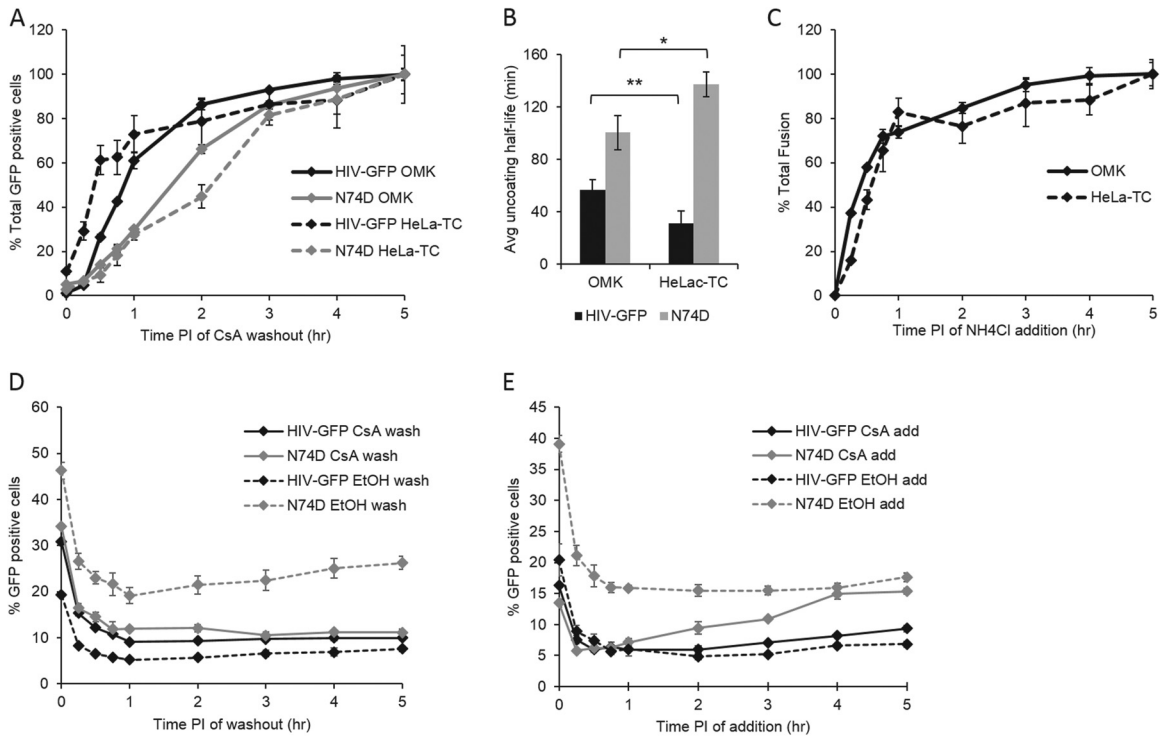 A
% Total GFP positive cells
120
100
80
60
40
20
0
0 1 2 3 4 5
Time PI of CsA washout (hr)
HIV-GFP OMK
N74D OMK
HIV-GFP HeLa-TC
N74D HeLa-TC
B
Avg uncoating half-life (min)
160
120
80
40
0
*
**
OMK HeLac-TC
HIV-GFP N74D
C
% Total Fusion
120
100
80
60
40
20
0
0 1 2 3 4 5
Time PI of NH4Cl addition (hr)
OMK
HeLa-TC
D
% GFP positive cells
60
50
40
30
20
10
0
0 1 2 3 4 5
Time PI of washout (hr)
HIV-GFP CsA wash
N74D CsA wash
HIV-GFP EtOH wash
N74D EtOH wash
E
% GFP positive cells
45
40
35
30
25
20
15
10
5
0
0 1 2 3 4 5
Time PI of addition (hr)
HIV-GFP CsA add
N74D CsA add
HIV-GFP EtOH add
N74D EtOH add